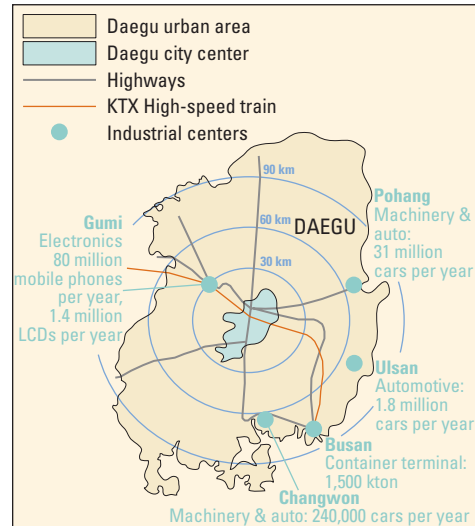 Daegu urban area
Daegu city center
Highways
KTX High-speed train
Industrial centers
90 km
60 km
30 km
DAEGU
Gumi
Electronics
80 million
mobile phones
per year,
1.4 million
LCDs per year
Pohang
Machinery &
auto:
31 million
cars per year
Ulsan
Automotive:
1.8 million
cars per year
Busan
Container terminal:
1,500 kton
Changwon
Machinery & auto: 240,000 cars per year